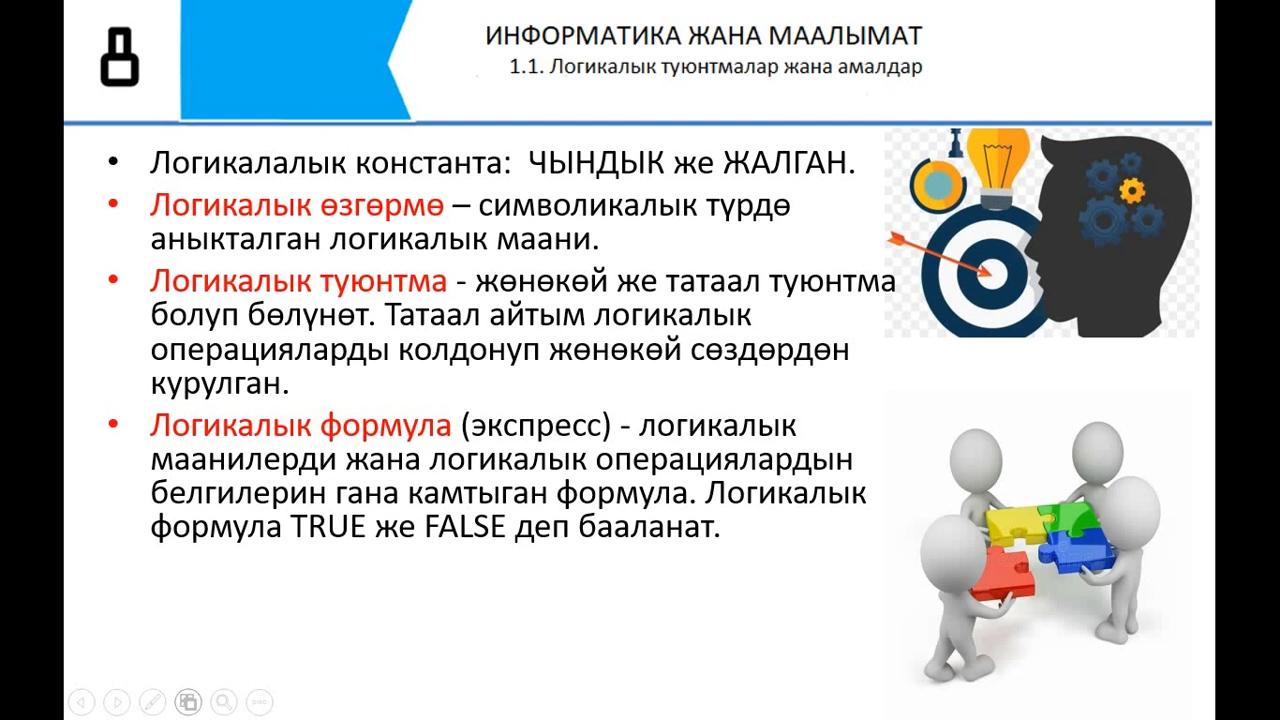 8
ИНФОРМАТИКА ЖАНА МААЛЫМАТ
1.1. Логикалык туюнтмалар жана амалдар
• Логикалалык константа: ЧЫНДЫК же ЖАЛГАН.
• Логикалык өзгөрмө – символикалык түрдө
аныкталган логикалык маани.
• Логикалык туюнтма - жөнөкөй же татаал туюнтма
болуп бөлүнөт. Татаал айтым логикалык
операцияларды колдонуп жөнөкөй сөздөрдөн
курулган.
• Логикалык формула (экспресс) - логикалык
маанилерди жана логикалык операциялардын
белгилерин гана камтыган формула. Логикалык
формула TRUE же FALSE деп бааланат.